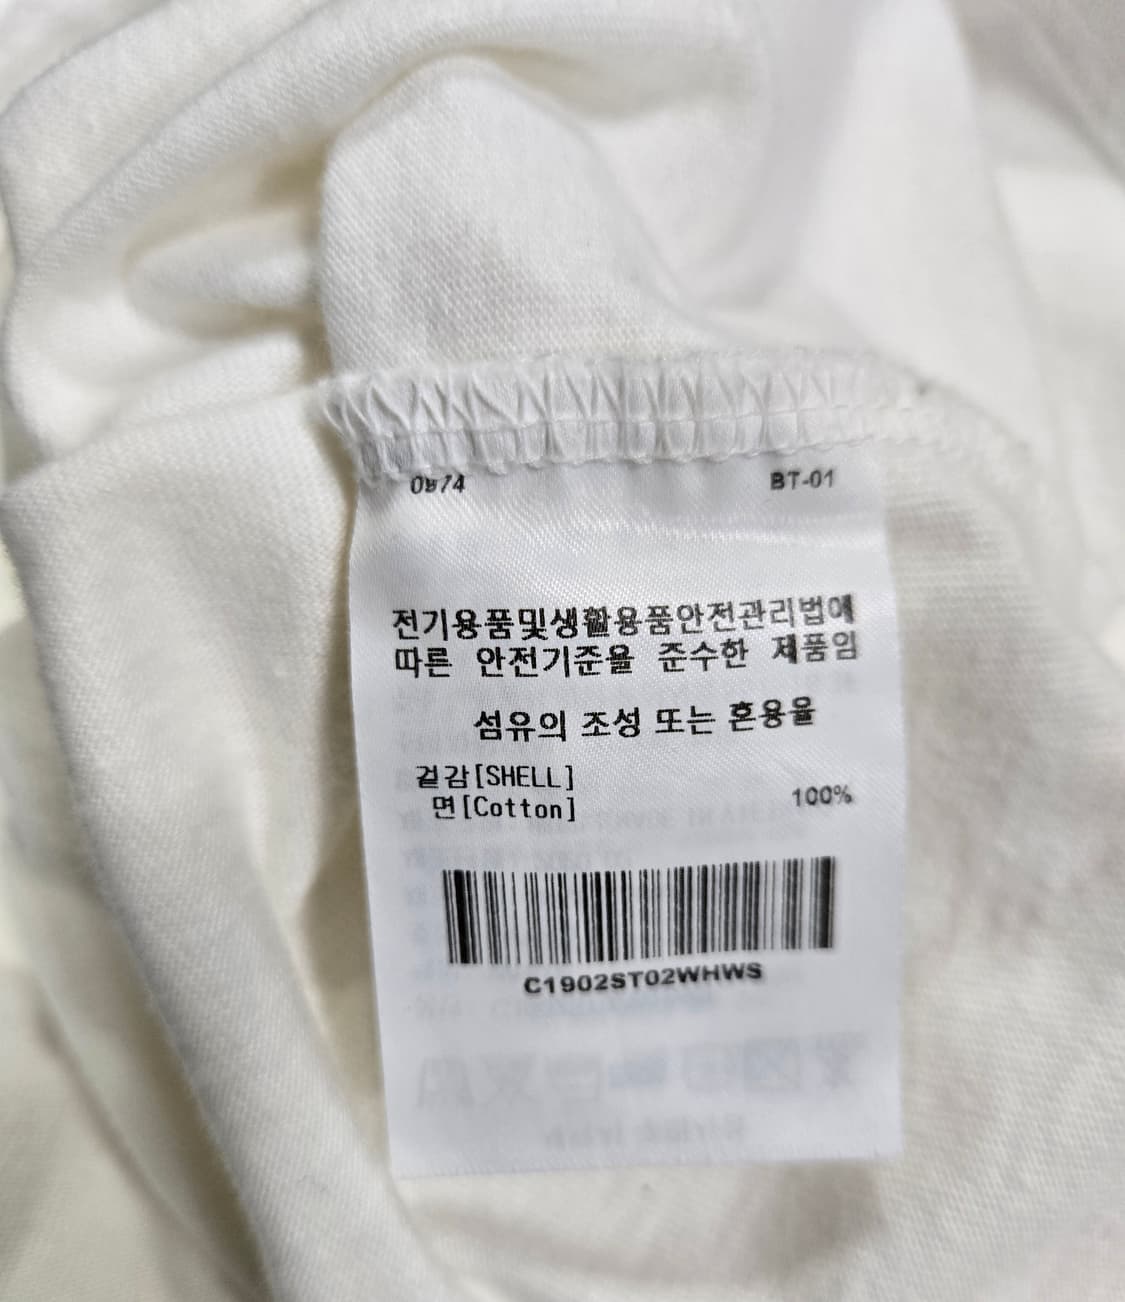 BT-01
전기용품및생활용품안전관리법에
따른 안전기준을 준수한 제품임
섬유의 조성 또는 혼용율
겉감[SHELL]
면[Cotton] 100%
C1902ST02WHWS